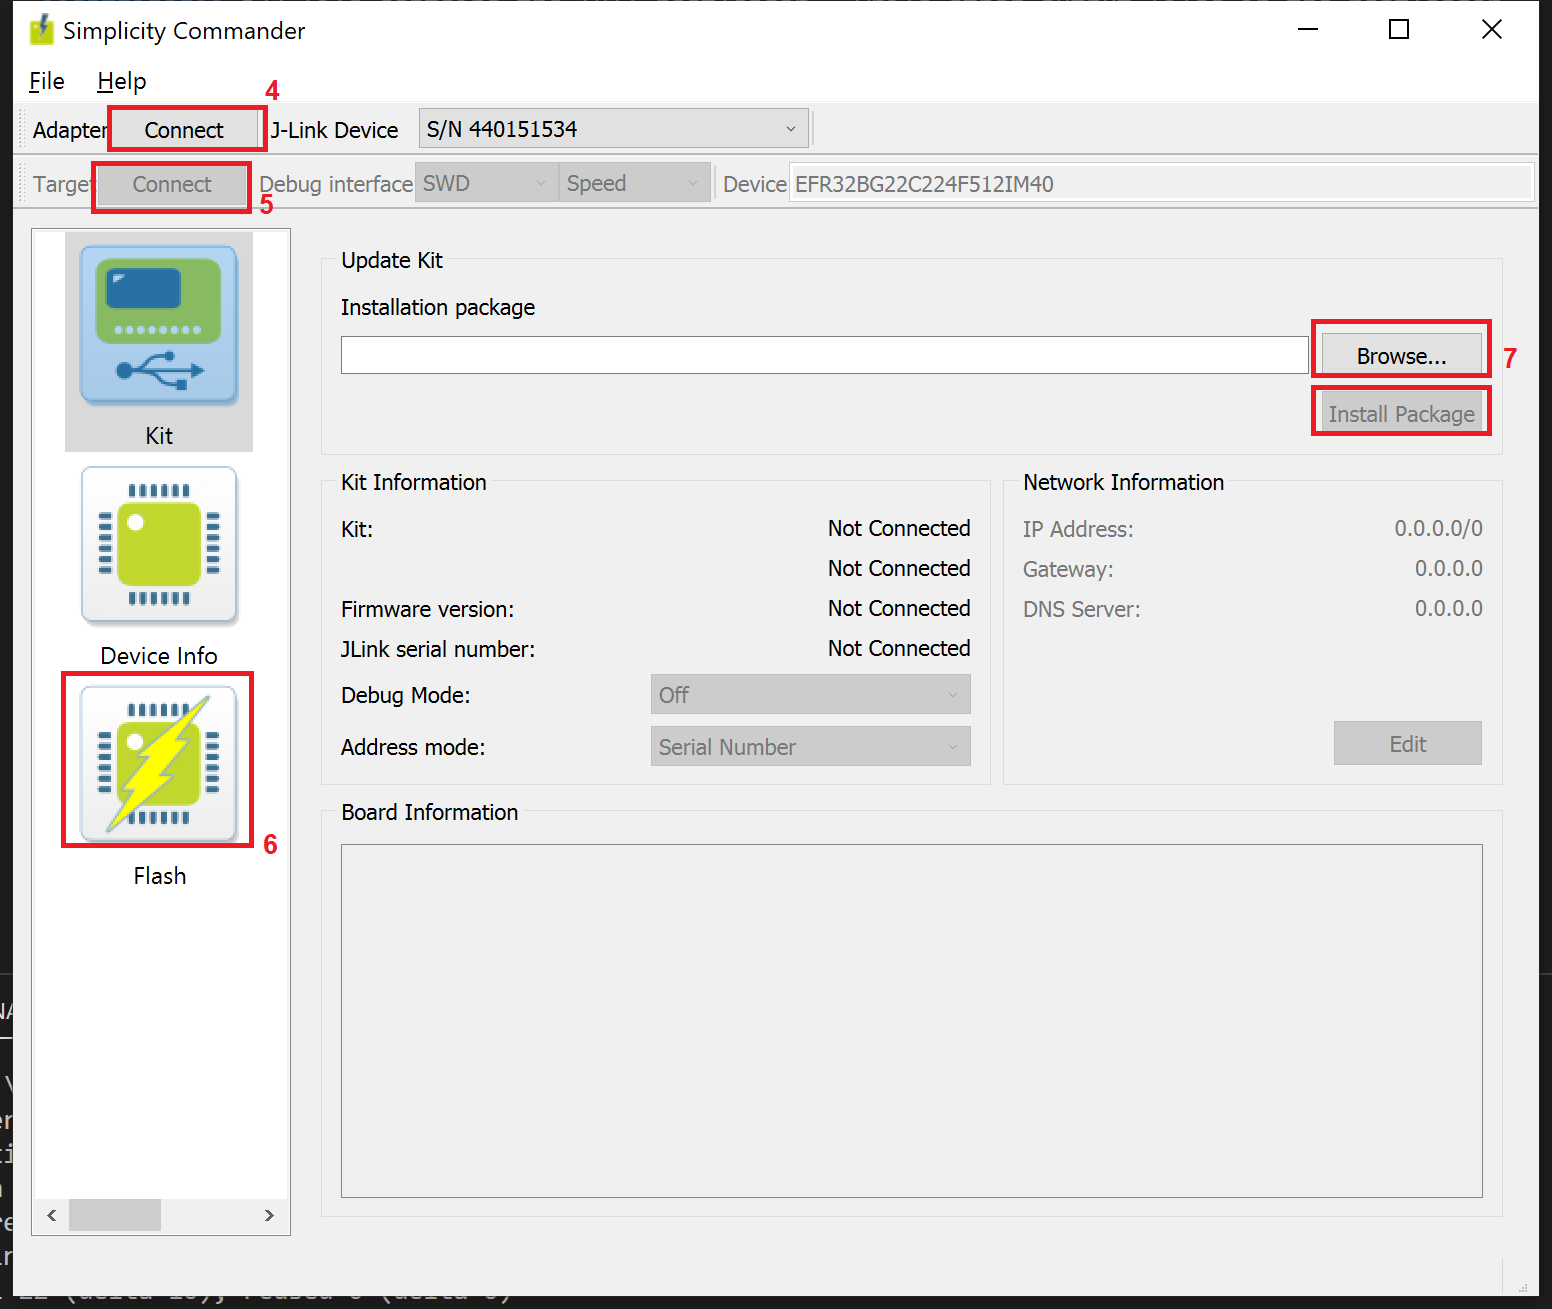 Simplicity Commander
File Help
4
Adapter Connect J-Link Device S/N 440151534
Target Connect Debug interface SWD Speed Device EFR32BG22C224F512IM40
5
Update Kit
Installation package
Browse... 7
Install Package
Kit
Kit Information
Kit: Not Connected
Not Connected
Firmware version: Not Connected
JLink serial number: Not Connected
Debug Mode: Off
Address mode: Serial Number
Network Information
IP Address: 0.0.0.0/0
Gateway: 0.0.0.0
DNS Server: 0.0.0.0
Edit
Device Info
6
Flash
Board Information